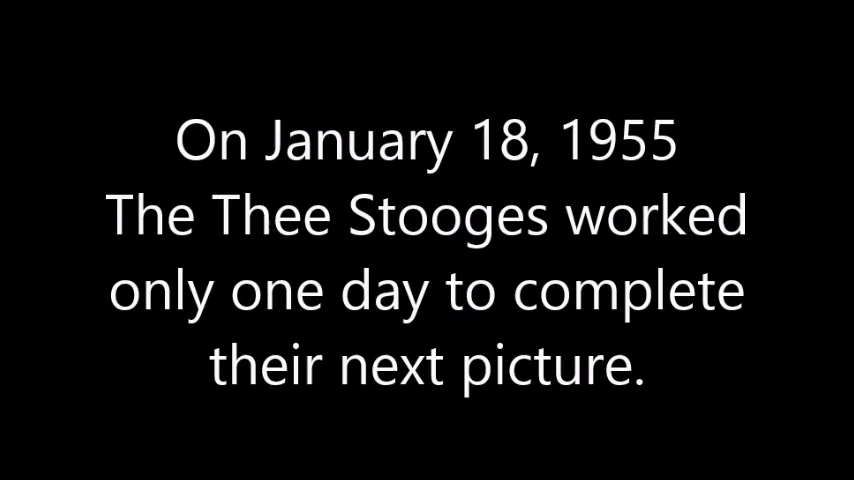 On January 18, 1955
The Thee Stooges worked
only one day to complete
their next picture.